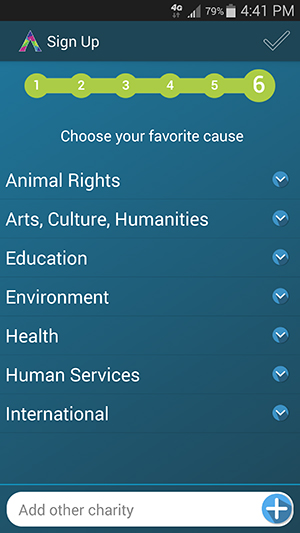 4G 79% 4:41 PM
Sign Up
1 2 3 4 5 6
Choose your favorite cause
Animal Rights
Arts, Culture, Humanities
Education
Environment
Health
Human Services
International
Add other charity